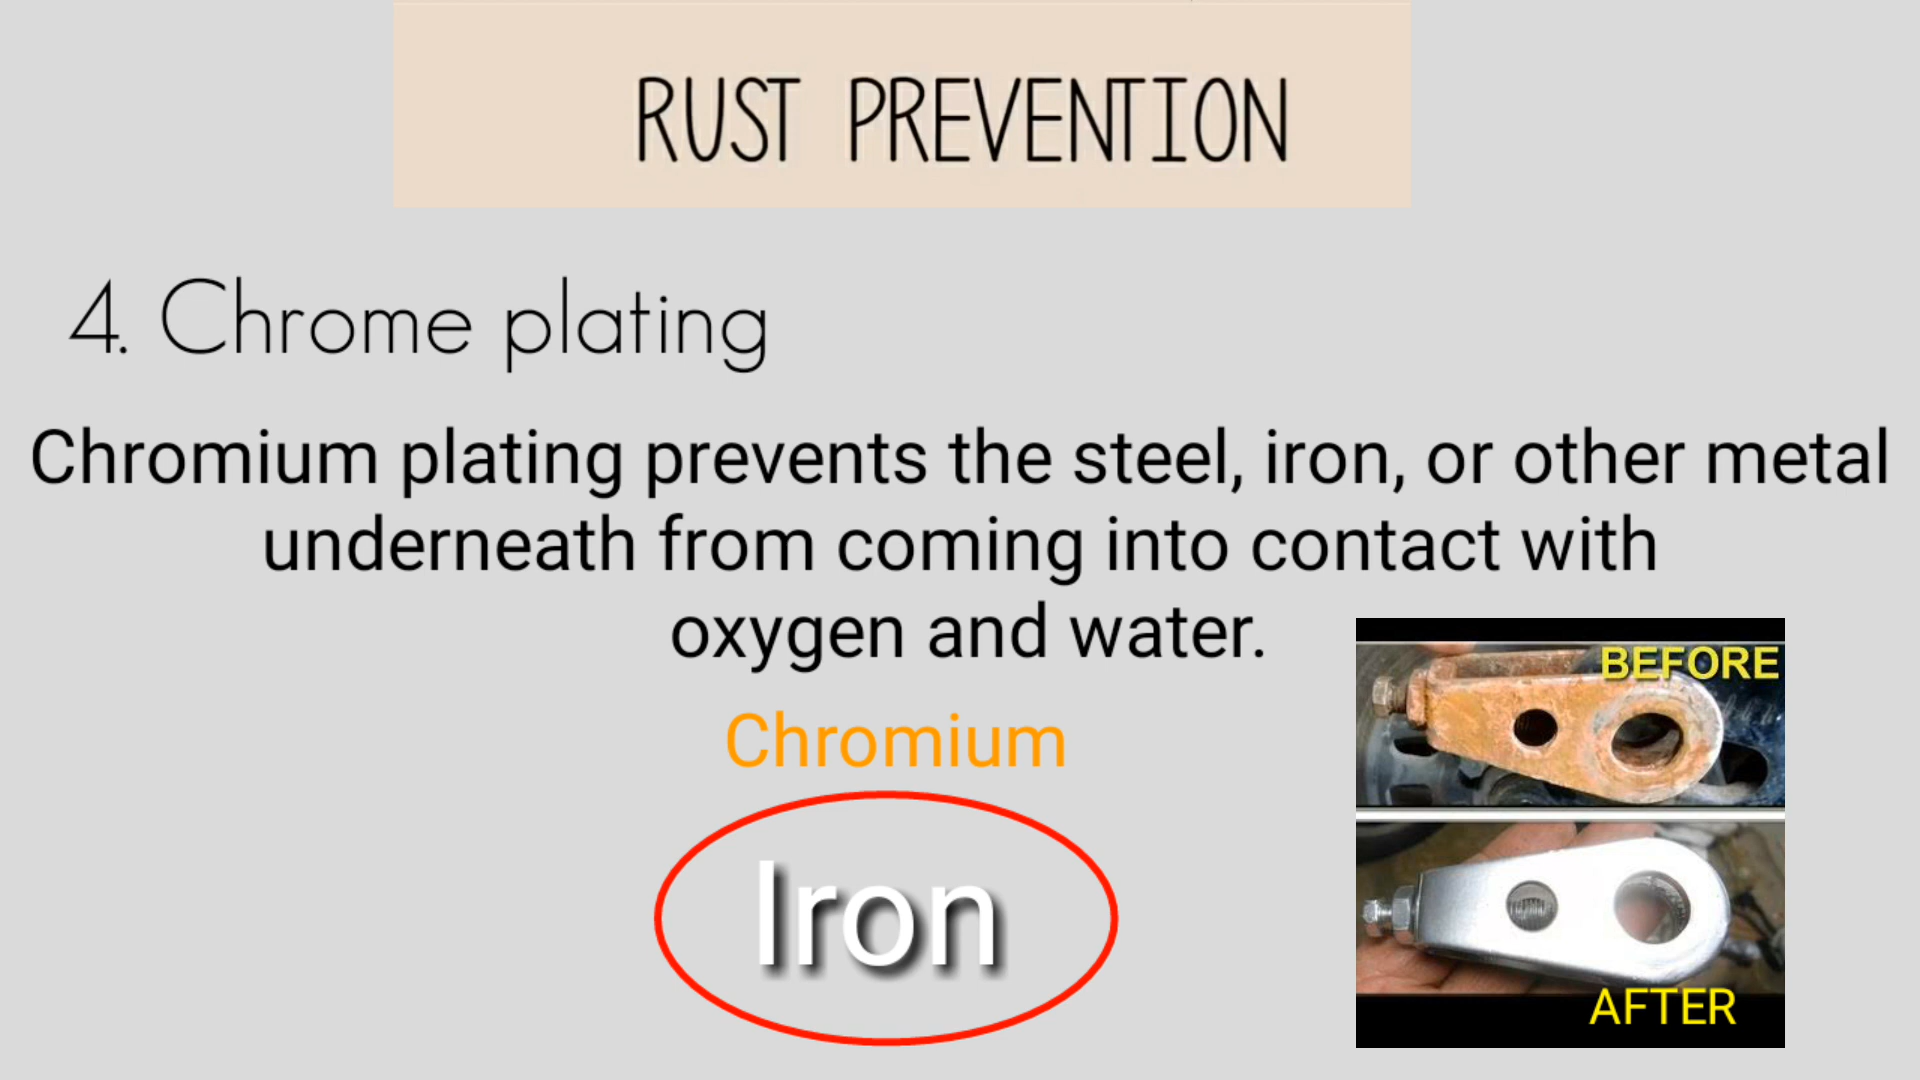 RUST PREVENTION
4. Chrome plating
Chromium plating prevents the steel, iron, or other metal
underneath from coming into contact with
oxygen and water.
Chromium
Iron
BEFORE
AFTER